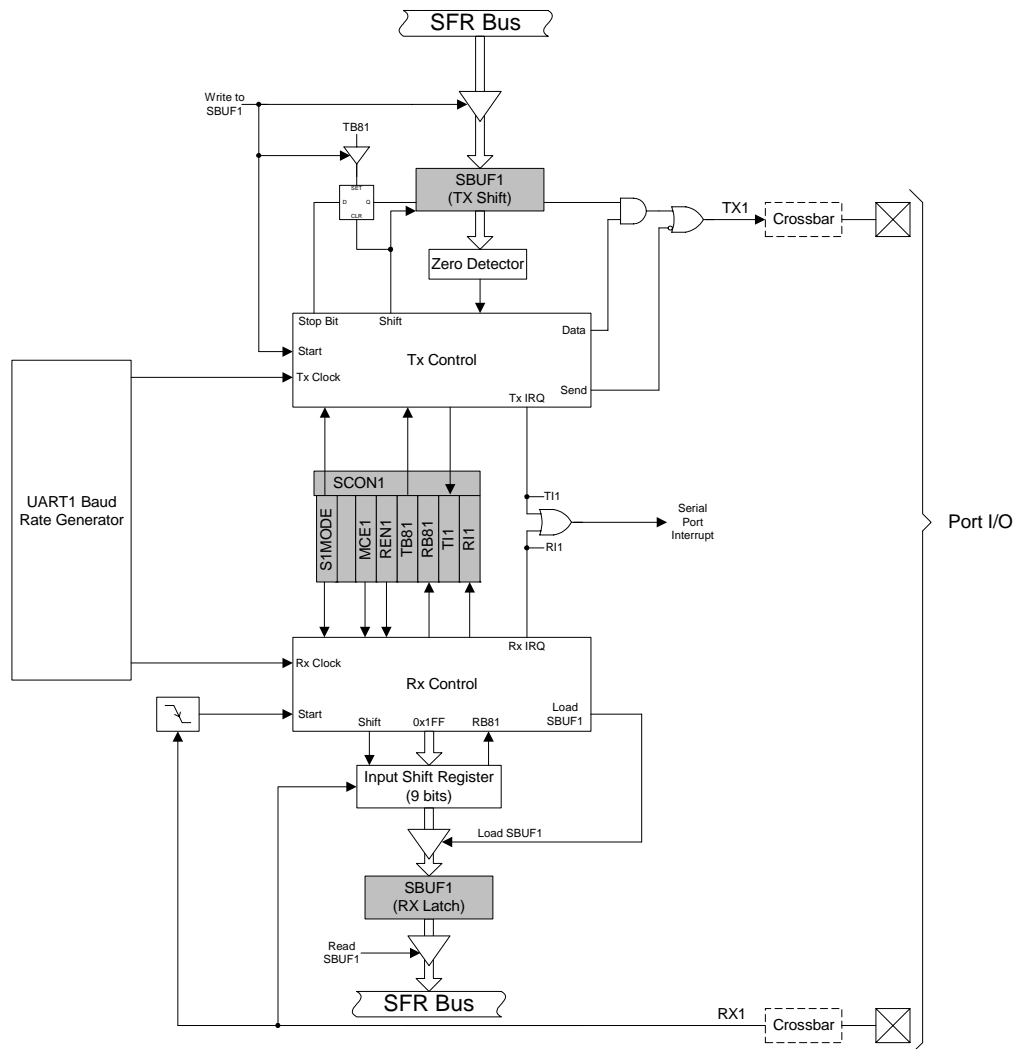 SFR Bus
Write to
SBUF1
TB81
SET
D Q
CLR
SBUF1
(TX Shift)
TX1
Crossbar
Zero Detector
Stop Bit
Shift
Data
Start
Tx Control
Tx Clock
Send
Tx IRQ
UART1 Baud
Rate Generator
SCON1
S1MODE
MCE1
REN1
TB81
RB81
TI1
RI1
TI1
RI1
Serial
Port
Interrupt
Port I/O
Rx IRQ
Rx Clock
Rx Control
Start
Load
SBUF1
Shift
0x1FF
RB81
Input Shift Register
(9 bits)
Load SBUF1
SBUF1
(RX Latch)
Read
SBUF1
SFR Bus
RX1
Crossbar